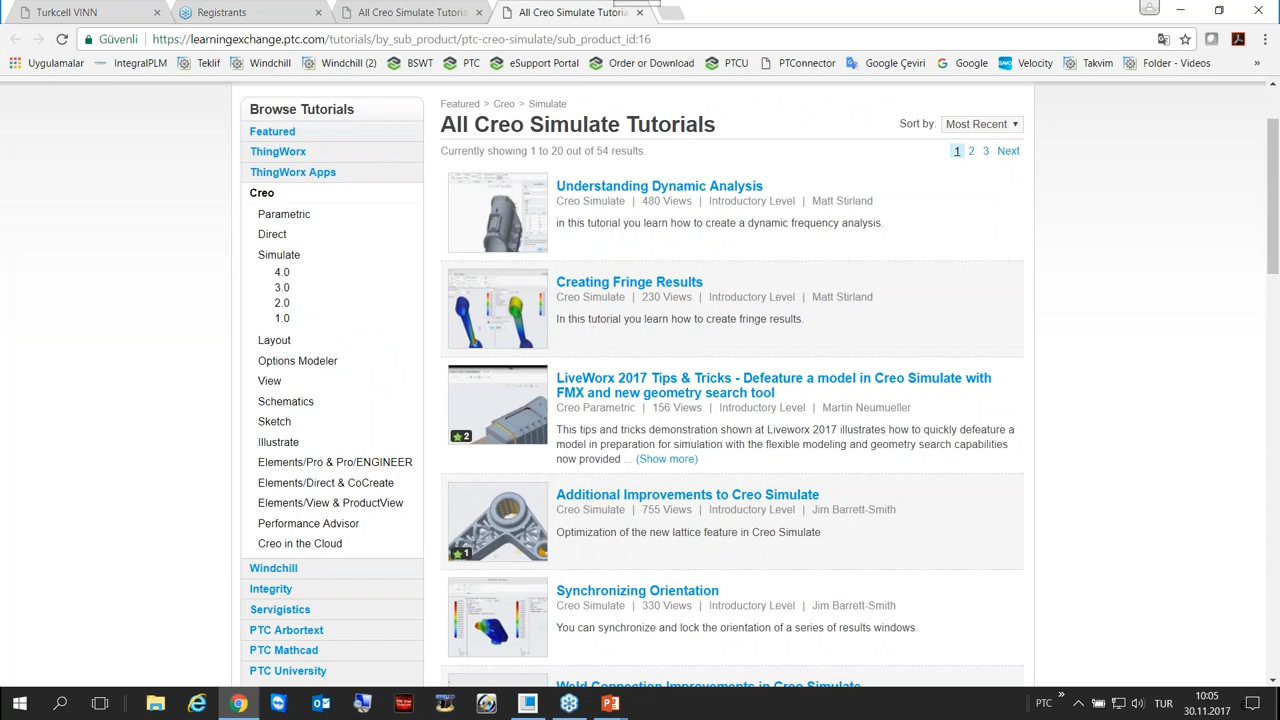 Turkcell VINN
Registrants
All Creo Simulate Tutoria
All Creo Simulate Tutoria
Güvenli
https://learningexchange.ptc.com/tutorials/by_sub_product/ptc-creo-simulate/sub_product_id:16
Uygulamalar IntegralPLM Teklif Windchill Windchill (2) BSWT PTC eSupport Portal Order or Download PTCU PTConnector Google Çeviri Google Velocity Takvim Folder - Videos »
Browse Tutorials
Featured
ThingWorx
ThingWorx Apps
Creo
Parametric
Direct
Simulate
4.0
3.0
2.0
1.0
Layout
Options Modeler
View
Schematics
Sketch
Illustrate
Elements/Pro & Pro/ENGINEER
Elements/Direct & CoCreate
Elements/View & ProductView
Performance Advisor
Creo in the Cloud
Windchill
Integrity
Servigistics
PTC Arbortext
PTC Mathcad
PTC University
Featured > Creo > Simulate
All Creo Simulate Tutorials
Sort by: Most Recent
Currently showing 1 to 20 out of 54 results.
1 2 3 Next
Understanding Dynamic Analysis
Creo Simulate | 480 Views | Introductory Level | Matt Stirland
in this tutorial you learn how to create a dynamic frequency analysis.
Creating Fringe Results
Creo Simulate | 230 Views | Introductory Level | Matt Stirland
In this tutorial you learn how to create fringe results.
LiveWorx 2017 Tips & Tricks - Defeature a model in Creo Simulate with
FMX and new geometry search tool
Creo Parametric | 156 Views | Introductory Level | Martin Neumueller
This tips and tricks demonstration shown at Liveworx 2017 illustrates how to quickly defeature a
model in preparation for simulation with the flexible modeling and geometry search capabilities
now provided ... (Show more)
2
Additional Improvements to Creo Simulate
Creo Simulate | 755 Views | Introductory Level | Jim Barrett-Smith
Optimization of the new lattice feature in Creo Simulate
1
Synchronizing Orientation
Creo Simulate | 330 Views | Introductory Level | Jim Barrett-Smith
You can synchronize and lock the orientation of a series of results windows.
Weld Connection Improvements in Creo Simulate
PTC » TUR
10:05
30.11.2017